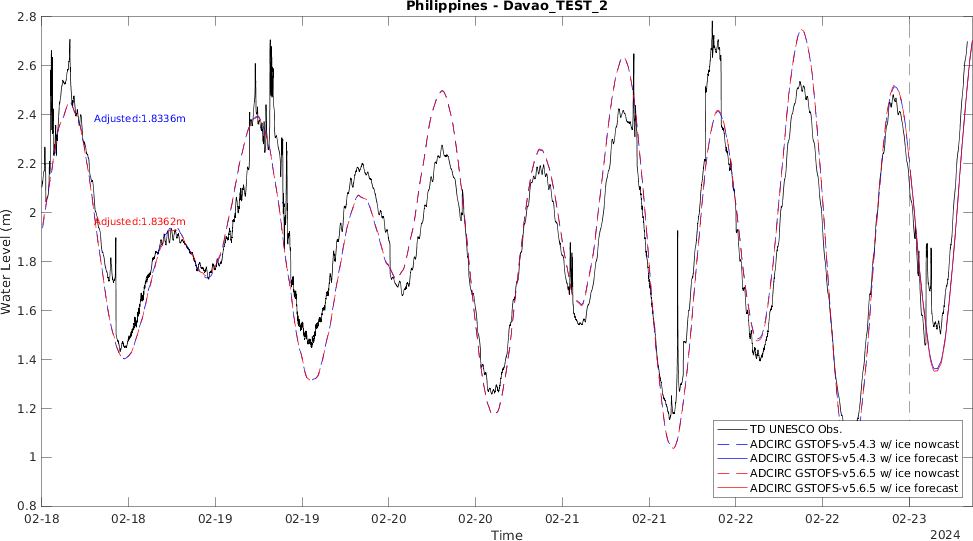 Philippines - Davao_TEST_2
2.8
2.6
2.4
2.2
2
1.8
1.6
1.4
1.2
1
0.8
Water Level (m)
Adjusted:1.8336m
Adjusted:1.8362m
TD UNESCO Obs.
ADCIRC GSTOFS-v5.4.3 w/ ice nowcast
ADCIRC GSTOFS-v5.4.3 w/ ice forecast
ADCIRC GSTOFS-v5.6.5 w/ ice nowcast
ADCIRC GSTOFS-v5.6.5 w/ ice forecast
02-18 02-18 02-19 02-19 02-20 02-20 02-21 02-21 02-22 02-22 02-23
Time
2024